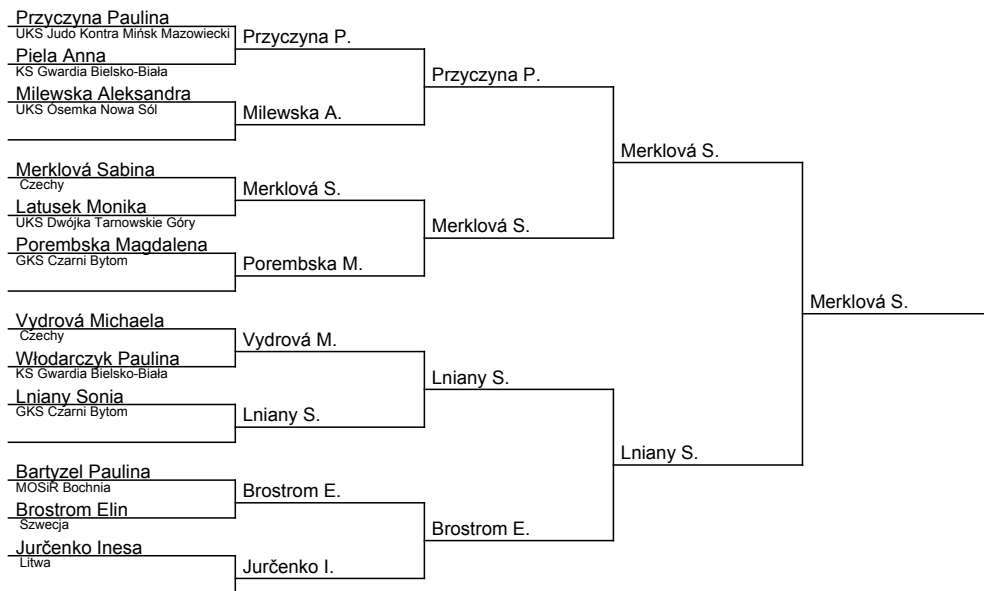 Przyczyna Paulina
UKS Judo Kontra Mińsk Mazowiecki
Piela Anna
KS Gwardia Bielsko-Biała
Milewska Aleksandra
UKS Ósemka Nowa Sól
Merklová Sabina
Czechy
Latusek Monika
UKS Dwójka Tarnowskie Góry
Porembska Magdalena
GKS Czarni Bytom
Vydrová Michaela
Czechy
Włodarczyk Paulina
KS Gwardia Bielsko-Biała
Lniany Sonia
GKS Czarni Bytom
Bartyzel Paulina
MOSiR Bochnia
Brostrom Elin
Szwecja
Jurčenko Inesa
Litwa
Przyczyna P.
Milewska A.
Merklová S.
Porembska M.
Vydrová M.
Lniany S.
Brostrom E.
Jurčenko I.
Przyczyna P.
Merklová S.
Lniany S.
Brostrom E.
Merklová S.
Lniany S.
Merklová S.